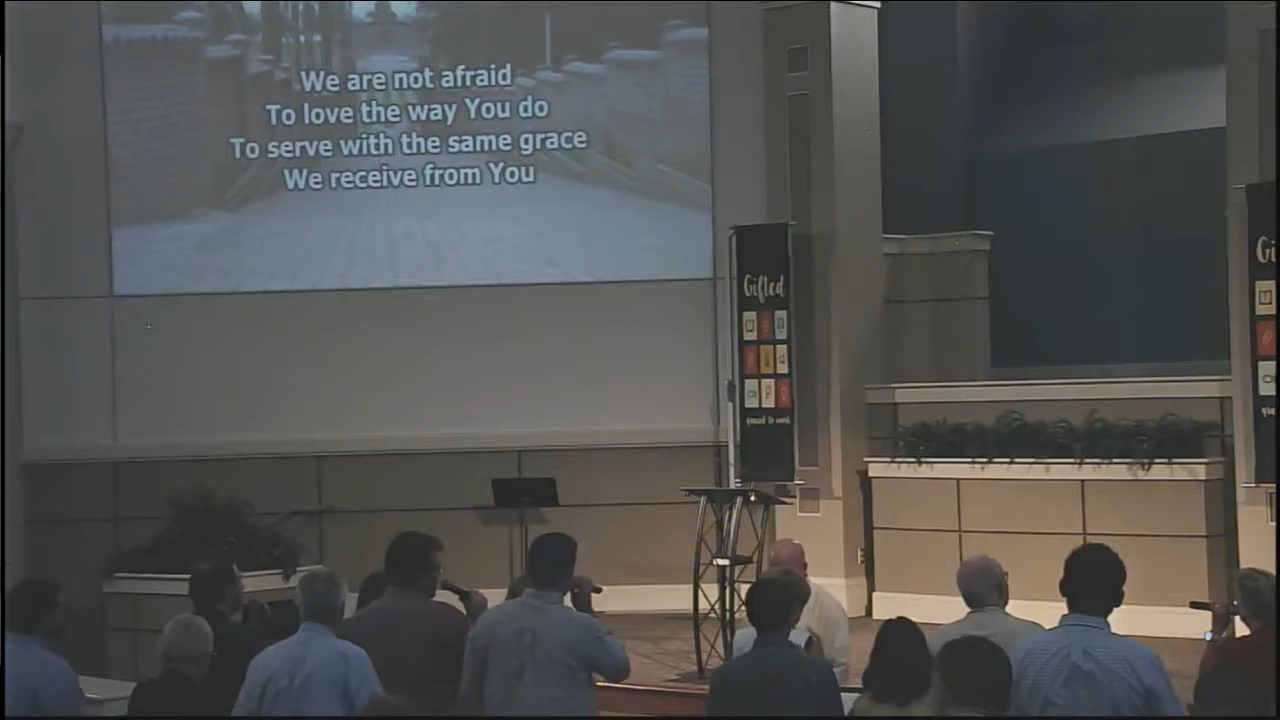 We are not afraid
To love the way You do
To serve with the same grace
We receive from You
Gifted
Gi